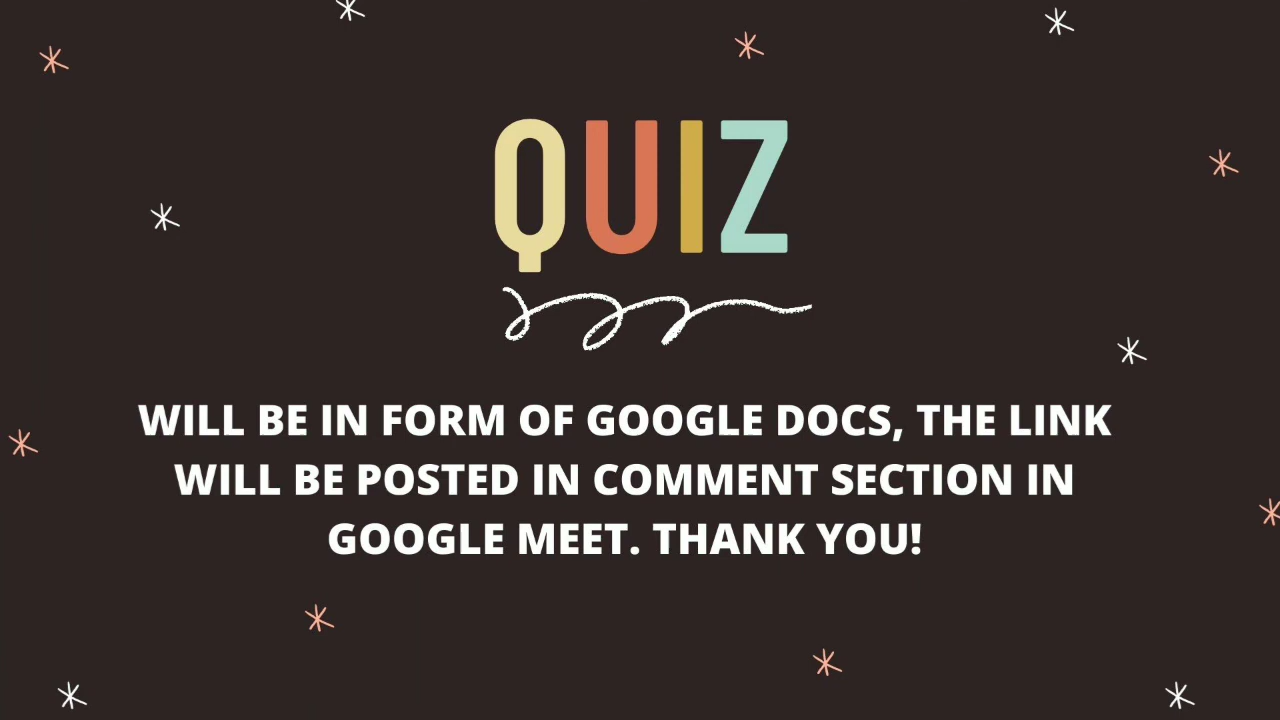 QUIZ
WILL BE IN FORM OF GOOGLE DOCS, THE LINK
WILL BE POSTED IN COMMENT SECTION IN
GOOGLE MEET. THANK YOU!